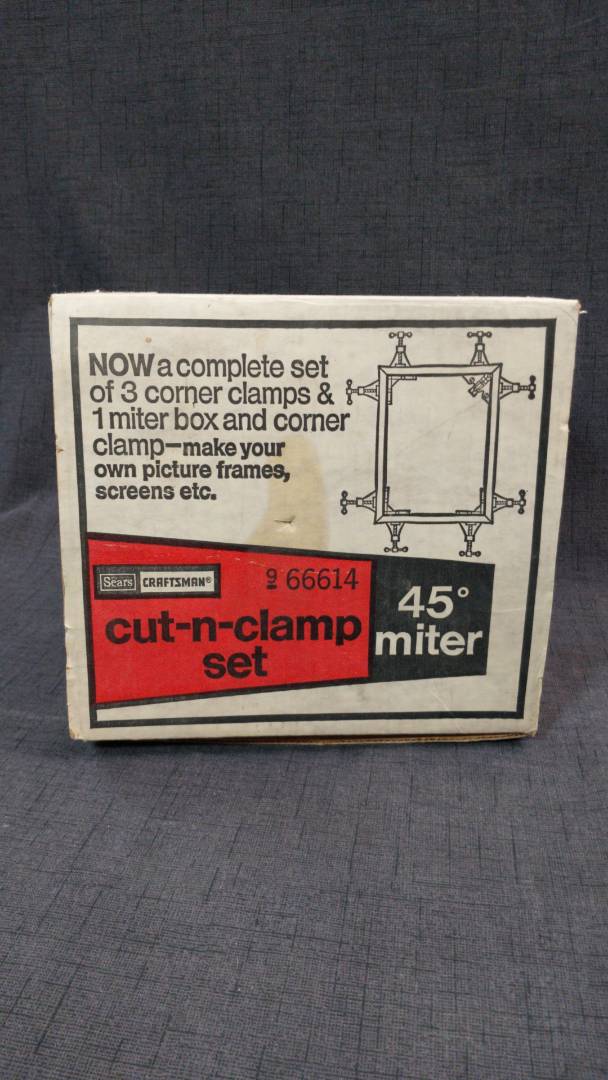 NOW a complete set
of 3 corner clamps &
1 miter box and corner
clamp—make your
own picture frames,
screens etc.
Sears CRAFTSMAN®
9 66614
cut-n-clamp
set
45°
miter